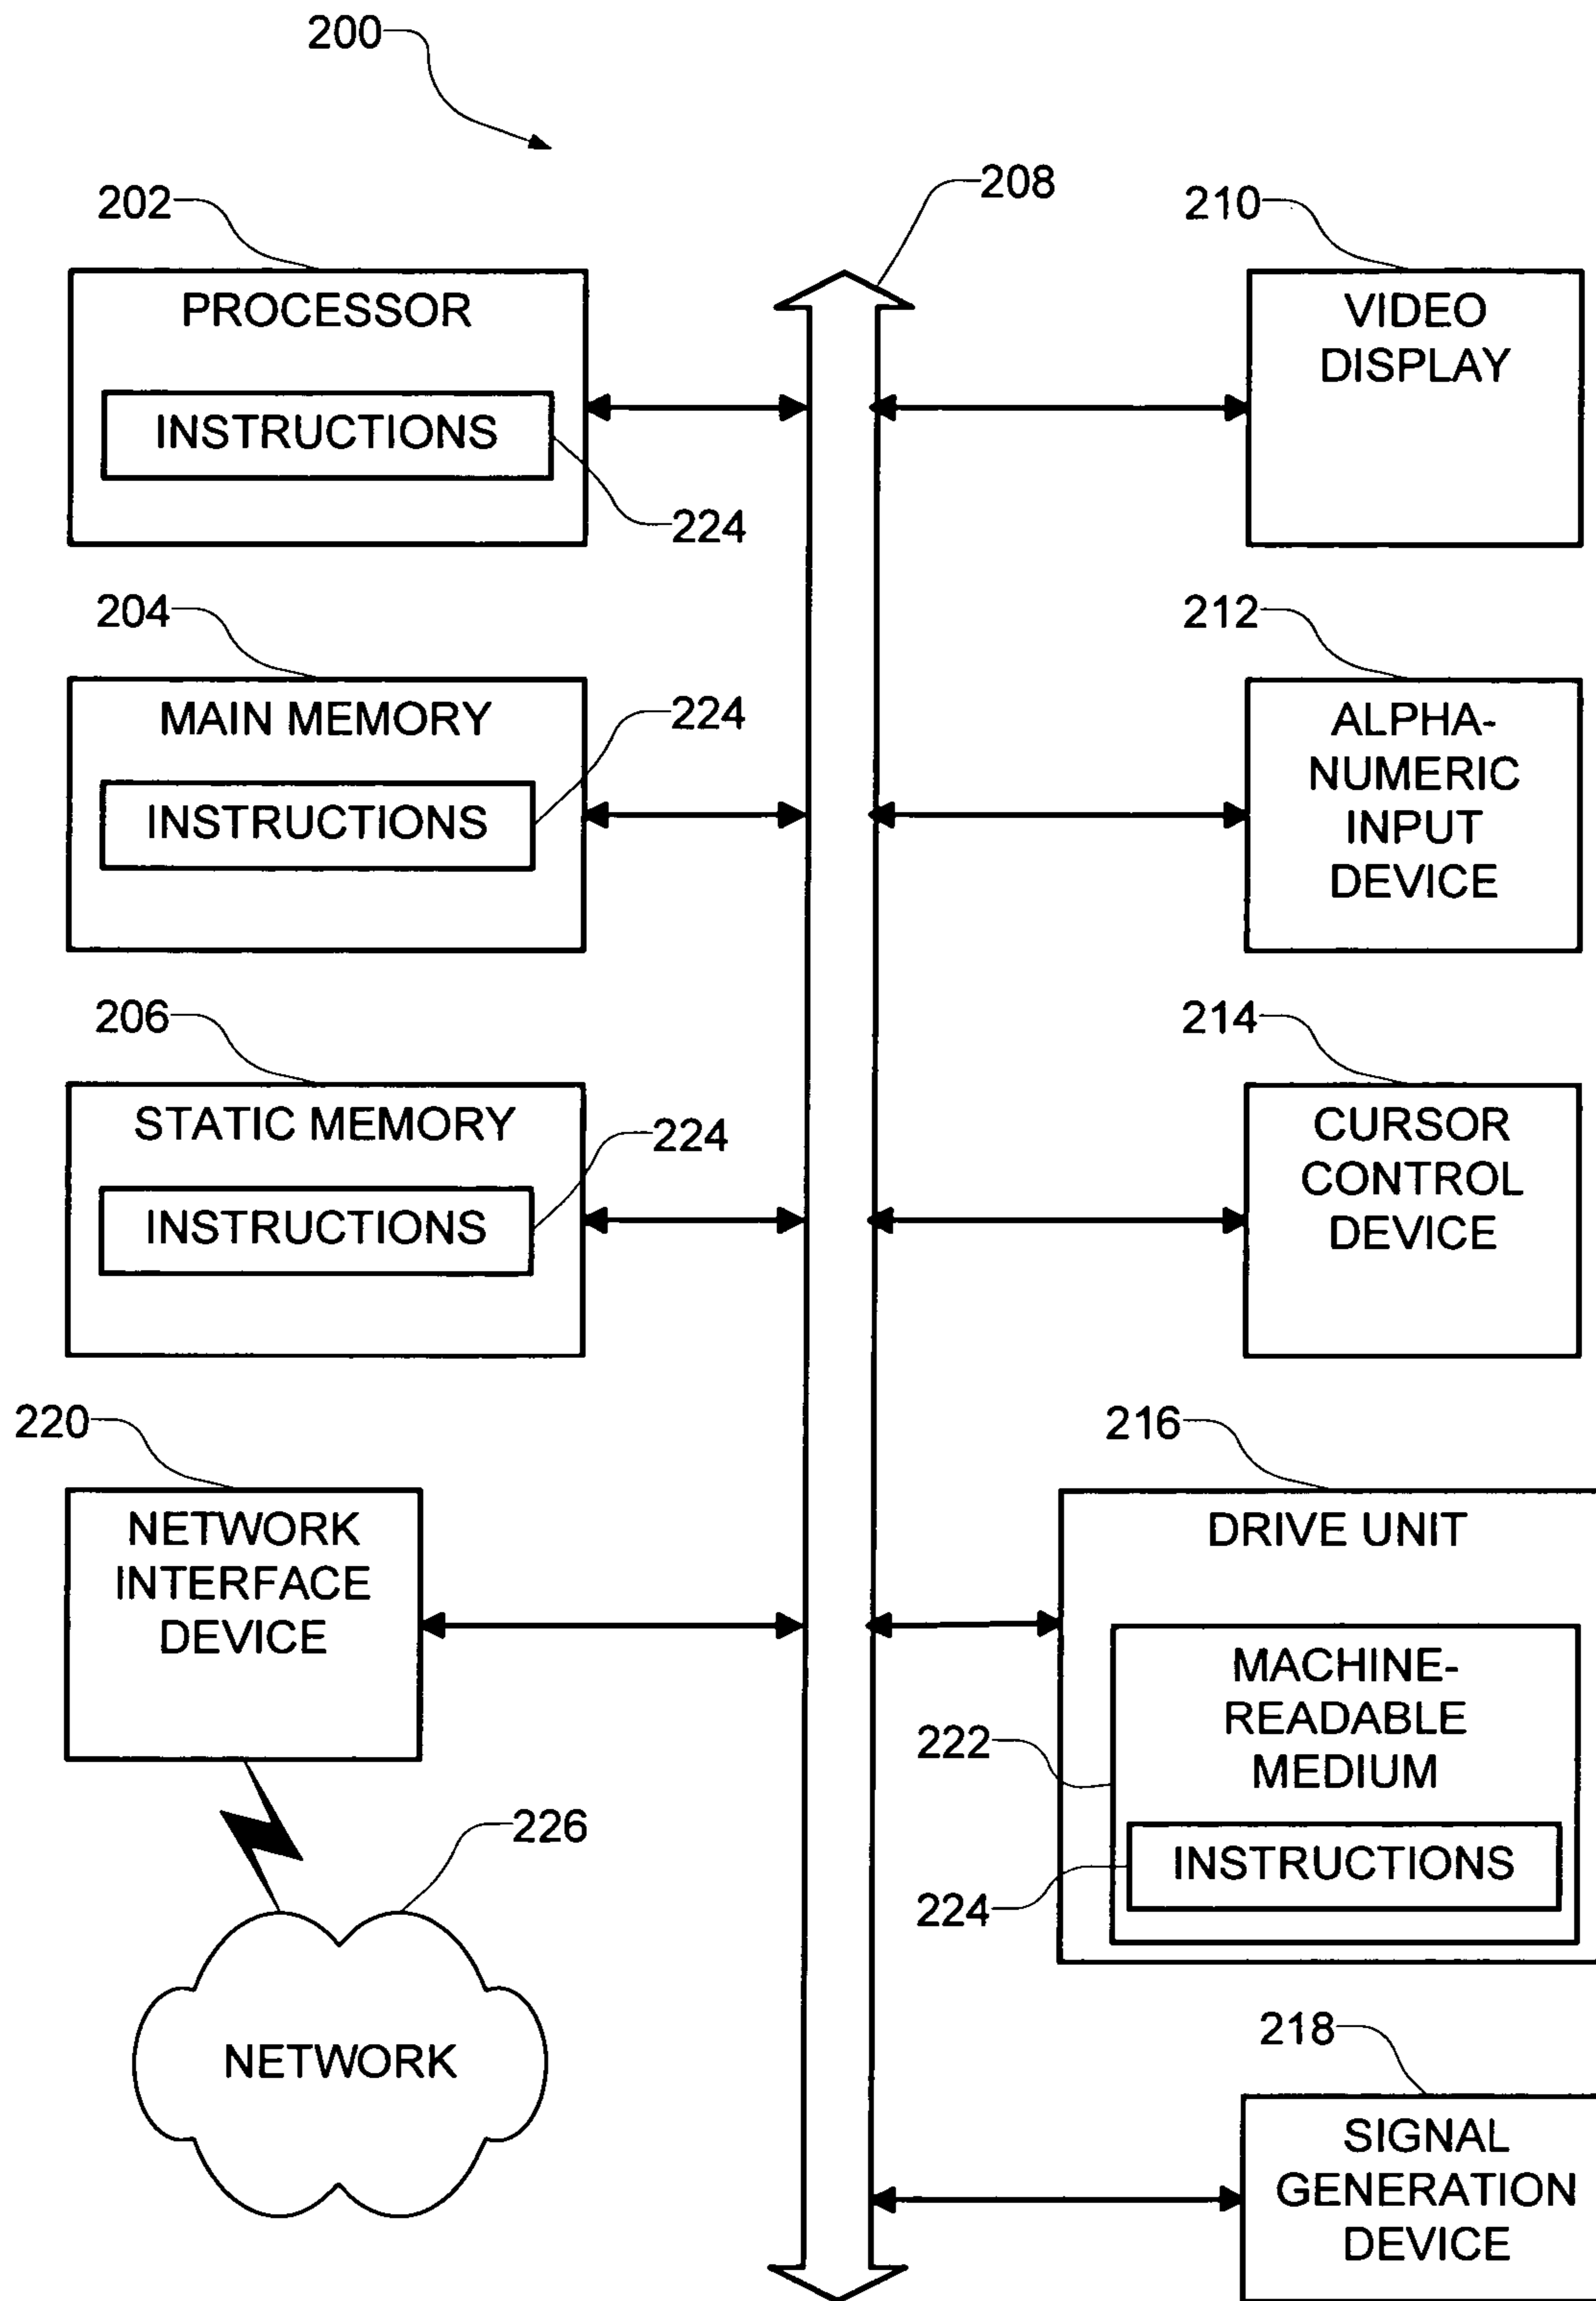 200
208
202
PROCESSOR
INSTRUCTIONS
224
210
VIDEO
DISPLAY
204
MAIN MEMORY
224
INSTRUCTIONS
212
ALPHA-
NUMERIC
INPUT
DEVICE
206
STATIC MEMORY
224
INSTRUCTIONS
214
CURSOR
CONTROL
DEVICE
220
NETWORK
INTERFACE
DEVICE
216
DRIVE UNIT
MACHINE-
READABLE
MEDIUM
222
INSTRUCTIONS
224
226
NETWORK
218
SIGNAL
GENERATION
DEVICE